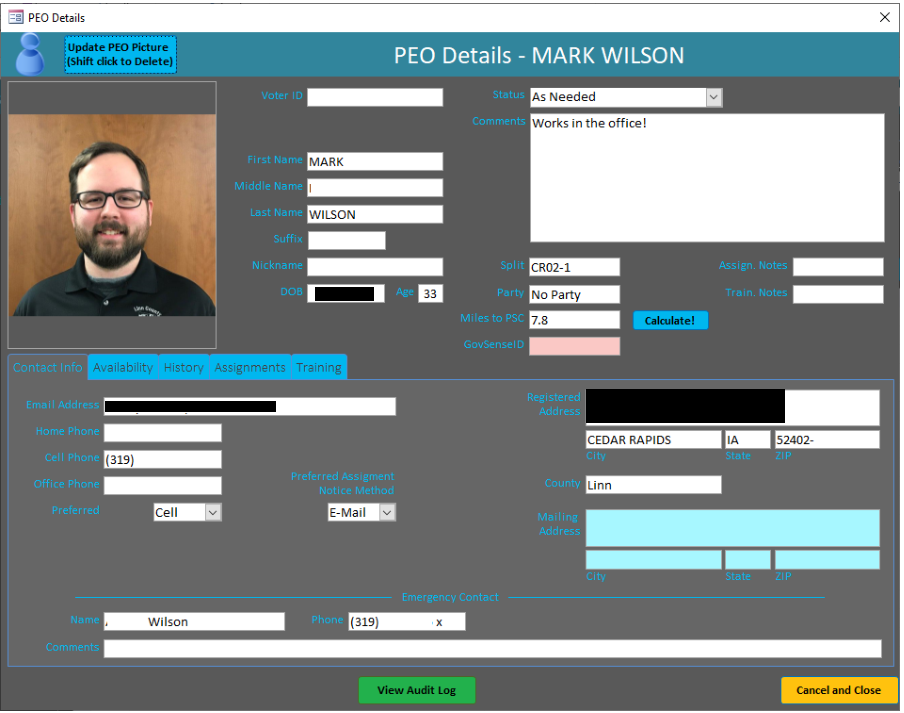 PEO Details
Update PEO Picture
(Shift click to Delete)
PEO Details - MARK WILSON
Voter ID
Status As Needed
Comments Works in the office!
First Name MARK
Middle Name
Last Name WILSON
Suffix
Nickname
DOB Age 33
Split CR02-1
Assign. Notes
Party No Party
Train. Notes
Miles to PSC 7.8 Calculate!
GovSenseID
Linn County
Contact Info Availability History Assignments Training
Email Address
Home Phone
Cell Phone (319)
Office Phone
Preferred Cell
Preferred Assigment
Notice Method
E-Mail
Registered
Address
CEDAR RAPIDS IA 52402-
City State ZIP
County Linn
Mailing
Address
City State ZIP
Emergency Contact
Name Wilson Phone (319) x
Comments
View Audit Log
Cancel and Close